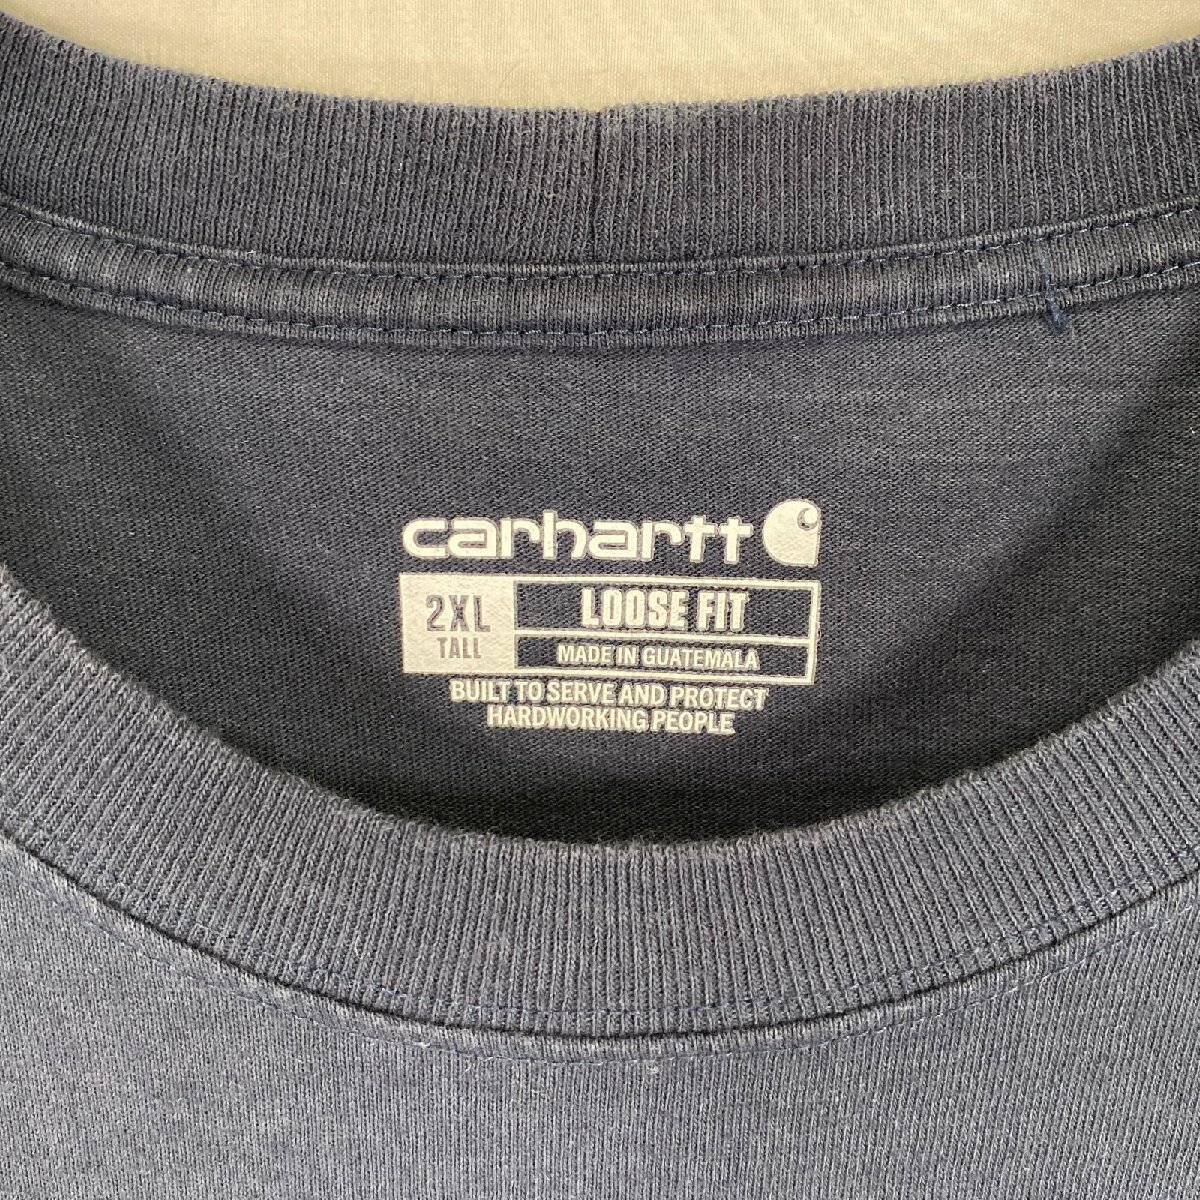 carhartt
2XL LOOSE FIT
TALL MADE IN GUATEMALA
BUILT TO SERVE AND PROTECT
HARDWORKING PEOPLE